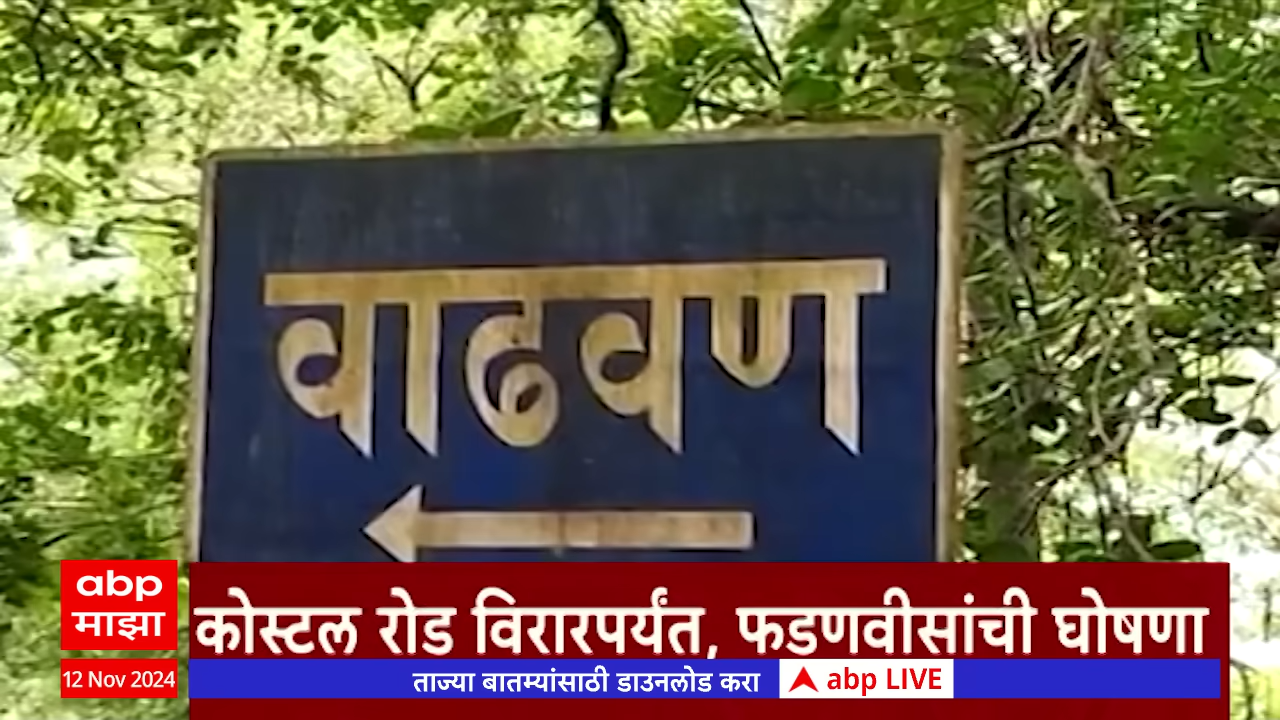 वाढवण
abp
माझा
कोस्टल रोड विरारपर्यंत, फडणवीसांची घोषणा
12 Nov 2024
ताज्या बातम्यांसाठी डाउनलोड करा abp LIVE